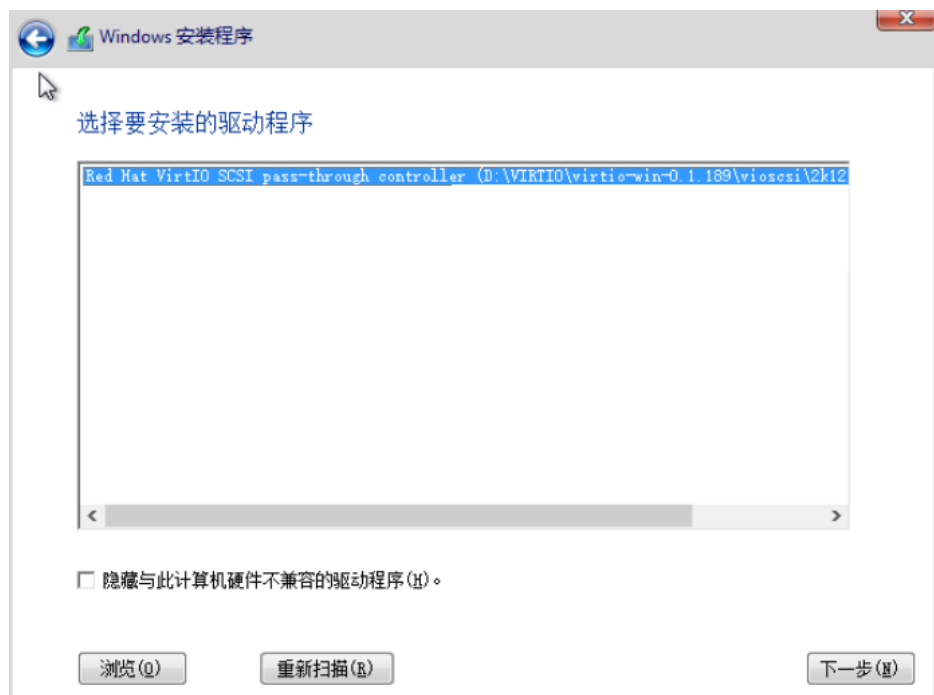 Windows 安装程序
选择要安装的驱动程序
Red Hat VirtIO SCSI pass-through controller (D:\VIRTIO\virtio-win-0.1.189\vioscsi\2k12
隐藏与此计算机硬件不兼容的驱动程序(H)。
浏览(O)
重新扫描(R)
下一步(N)